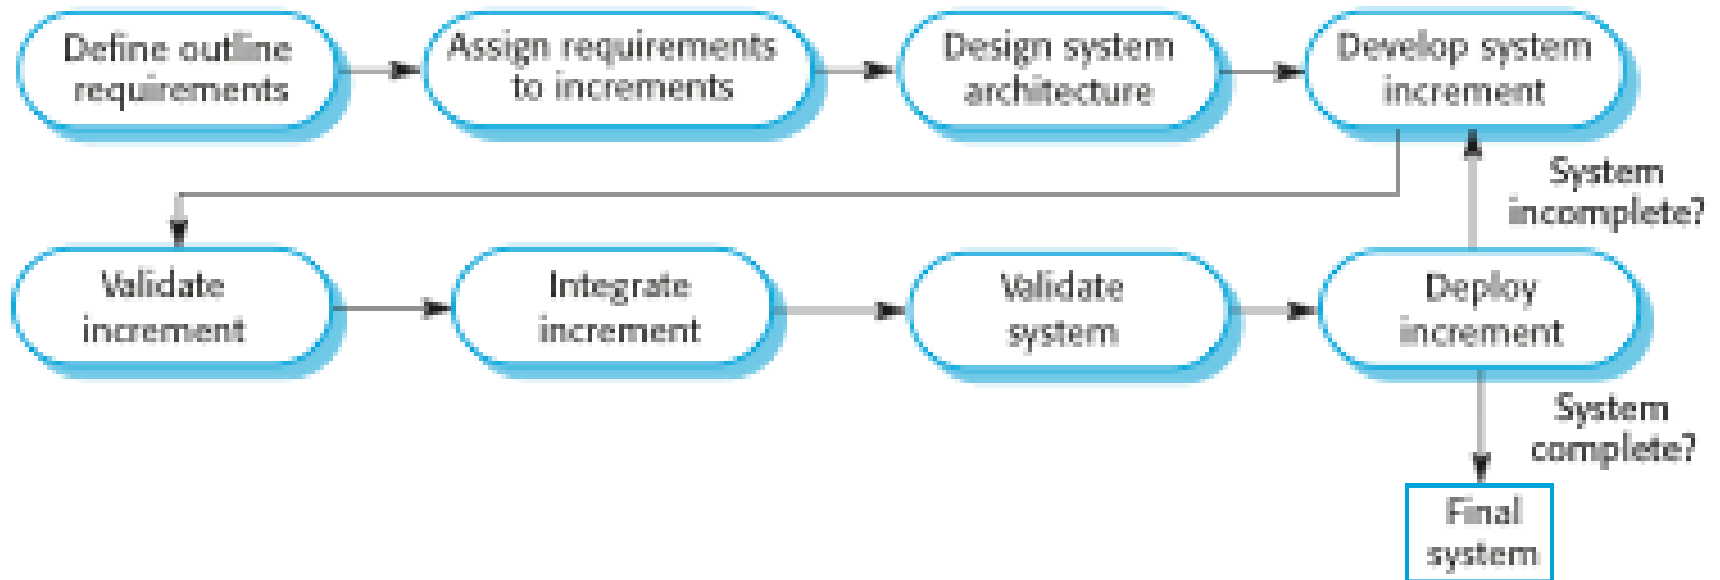 Define outline
requirements
Assign requirements
to increments
Design system
architecture
Develop system
increment
System
incomplete?
Validate
increment
Integrate
increment
Validate
system
Deploy
increment
System
complete?
Final
system